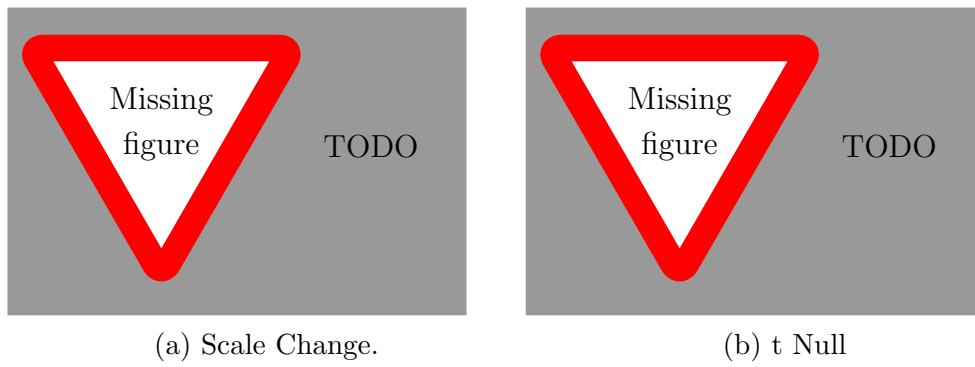 Missing
figure
TODO
(a) Scale Change.
Missing
figure
TODO
(b) t Null